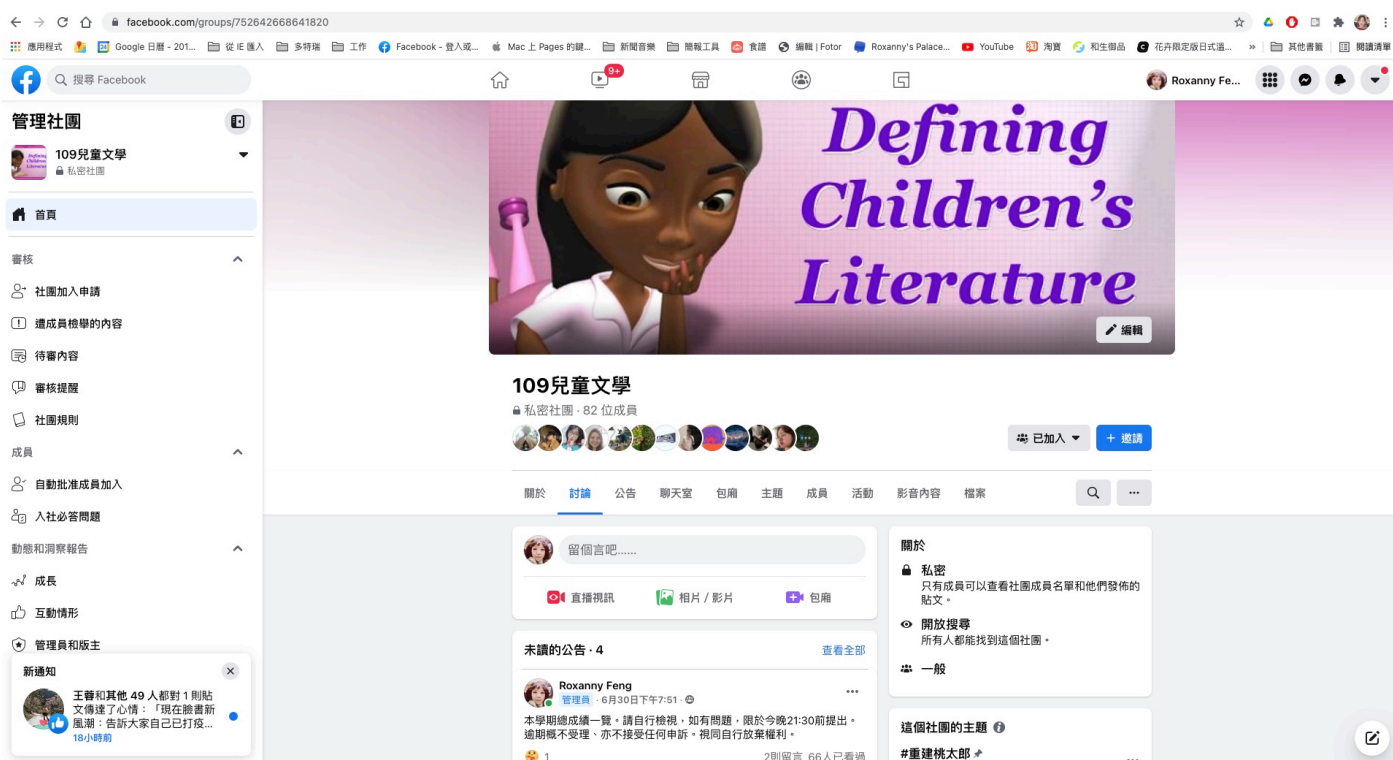 facebook.com/groups/752642668641820
應用程式 Google 日曆 - 201... 從 IE 匯入 多特瑞 工作 Facebook - 登入或... Mac 上 Pages 的鍵... 新聞音樂 簡報工具 食譜 編輯 | Fotor Roxanny's Palace... YouTube 淘寶 和生御品 花卉限定版日式溫... » 其他書籤 閱讀清單
搜尋 Facebook
9+
Roxanny Fe...
管理社團
109兒童文學
私密社團
首頁
審核
社團加入申請
遭成員檢舉的內容
待審內容
審核提醒
社團規則
成員
自動批准成員加入
入社必答問題
動態和洞察報告
成長
互動情形
管理員和版主
新通知
王蓉和其他 49 人都對 1 則貼
文傳達了心情：「現在臉書新
風潮：告訴大家自己已打疫...
18小時前
Defining
Children's
Literature
編輯
109兒童文學
私密社團 · 82 位成員
已加入
+ 邀請
關於 討論 公告 聊天室 包廂 主題 成員 活動 影音內容 檔案
留個言吧......
直播視訊 相片 / 影片 包廂
未讀的公告 · 4 查看全部
Roxanny Feng
管理員 · 6月30日下午7:51 ·
本學期總成績一覽。請自行檢視，如有問題，限於今晚21:30前提出。
逾期概不受理、亦不接受任何申訴。視同自行放棄權利。
1 2則留言 66人已看過
關於
私密
只有成員可以查看社團成員名單和他們發佈的
貼文。
開放搜尋
所有人都能找到這個社團。
一般
這個社團的主題
#重建桃太郎